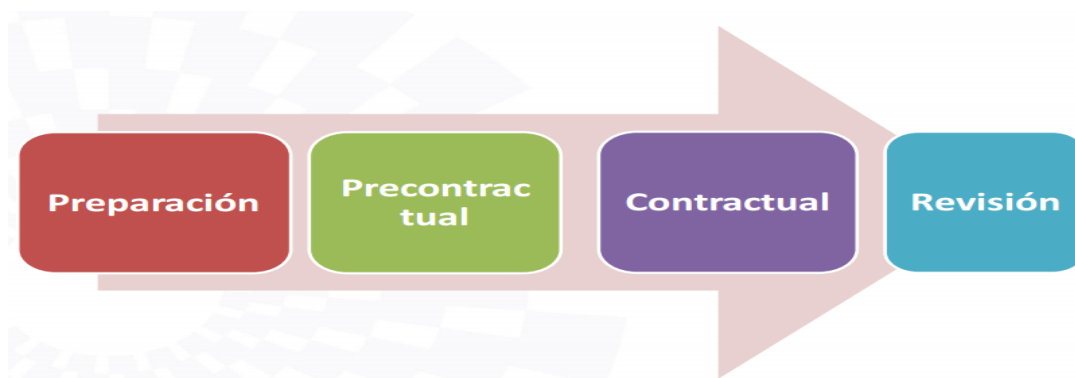 Preparación
Precontrac
tual
Contractual
Revisión